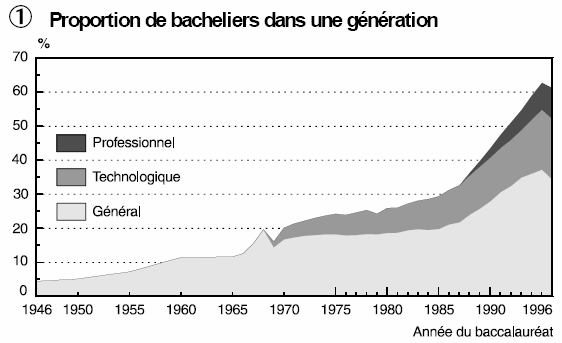 ① Proportion de bacheliers dans une génération
%
70
60
50
40
30
20
10
0
Professionnel
Technologique
Général
1946 1950 1955 1960 1965 1970 1975 1980 1985 1990 1996
Année du baccalauréat